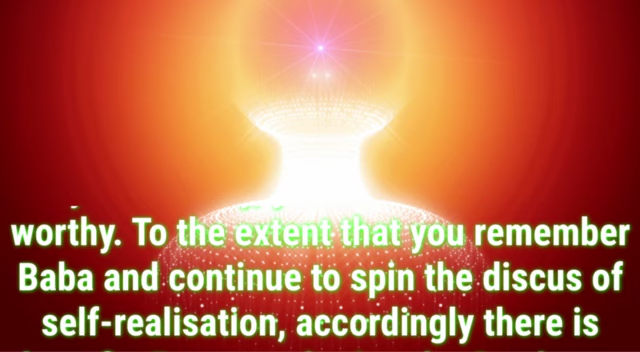 worthy. To the extent that you remember
Baba and continue to spin the discus of
self-realisation, accordingly there is